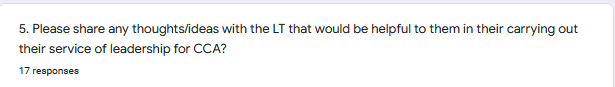 5. Please share any thoughts/ideas with the LT that would be helpful to them in their carrying out
their service of leadership for CCA?
17 responses